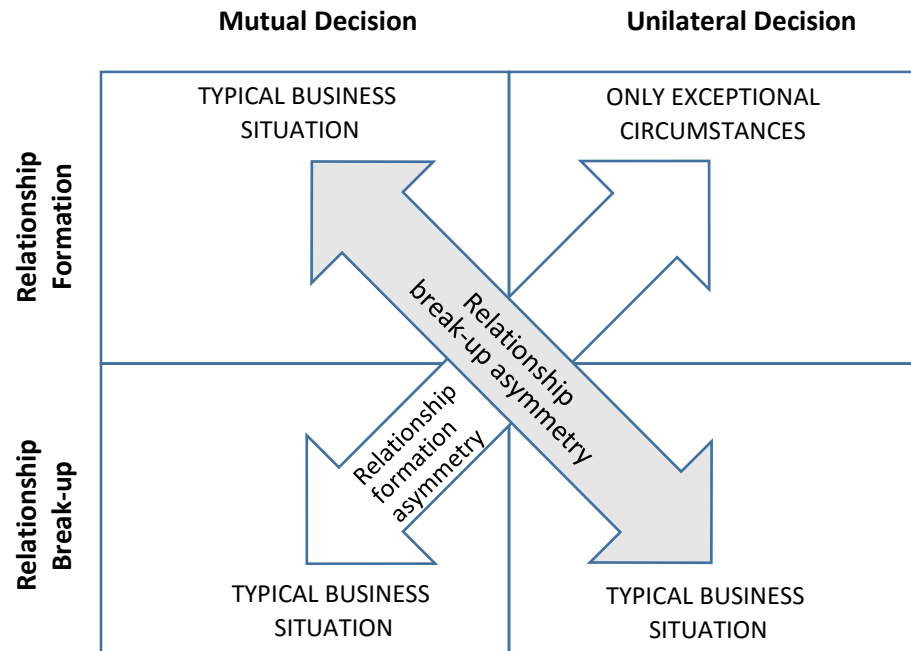 Mutual Decision
Unilateral Decision
Relationship
Formation
TYPICAL BUSINESS
SITUATION
ONLY EXCEPTIONAL
CIRCUMSTANCES
Relationship
break-up asymmetry
Relationship
formation
asymmetry
Relationship
Break-up
TYPICAL BUSINESS
SITUATION
TYPICAL BUSINESS
SITUATION